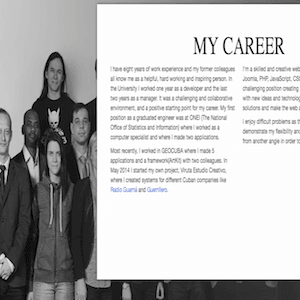 MY CAREER
I have eight years of work experience and my former colleagues
all know me as a helpful, hard working and inspiring person. In
the University I worked one year as a developer and the last
two years as a manager. It was a challenging and collaborative
environment, and a positive starting point for my career. My first
position as a graduated engineer was at ONEI (The National
Office of Statistics and Information) where I worked as a
computer specialist and where I made two applications.
Most recently, I worked in GEOCUBA where I made 5
applications and a framework(ArtKit) with two colleagues. In
May 2014 I started my own project, Viruta Estudio Creativo,
where I created systems for different Cuban companies like
Radio Guamá and Guerrillero.
I'm a skilled and creative web
Joomla, PHP, JavaScript, CSS
challenging position creating
with new ideas and technolog
solutions and make the web u
I enjoy difficult problems as th
demonstrate my flexibility and
from another angle in order to